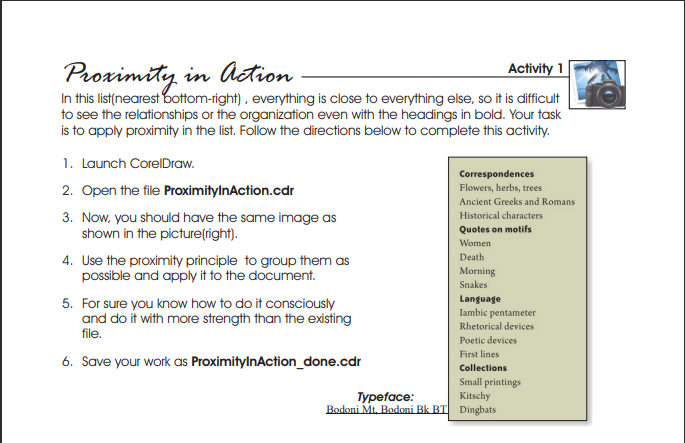 Proximity in Action
Activity 1
In this list(nearest bottom-right) , everything is close to everything else, so it is difficult
to see the relationships or the organization even with the headings in bold. Your task
is to apply proximity in the list. Follow the directions below to complete this activity.
1. Launch CorelDraw.
2. Open the file ProximityInAction.cdr
3. Now, you should have the same image as
shown in the picture(right).
4. Use the proximity principle to group them as
possible and apply it to the document.
5. For sure you know how to do it consciously
and do it with more strength than the existing
file.
6. Save your work as ProximityInAction_done.cdr
Typeface:
Bodoni Mt, Bodoni Bk BT
Correspondences
Flowers, herbs, trees
Ancient Greeks and Romans
Historical characters
Quotes on motifs
Women
Death
Morning
Snakes
Language
Iambic pentameter
Rhetorical devices
Poetic devices
First lines
Collections
Small printings
Kitschy
Dingbats